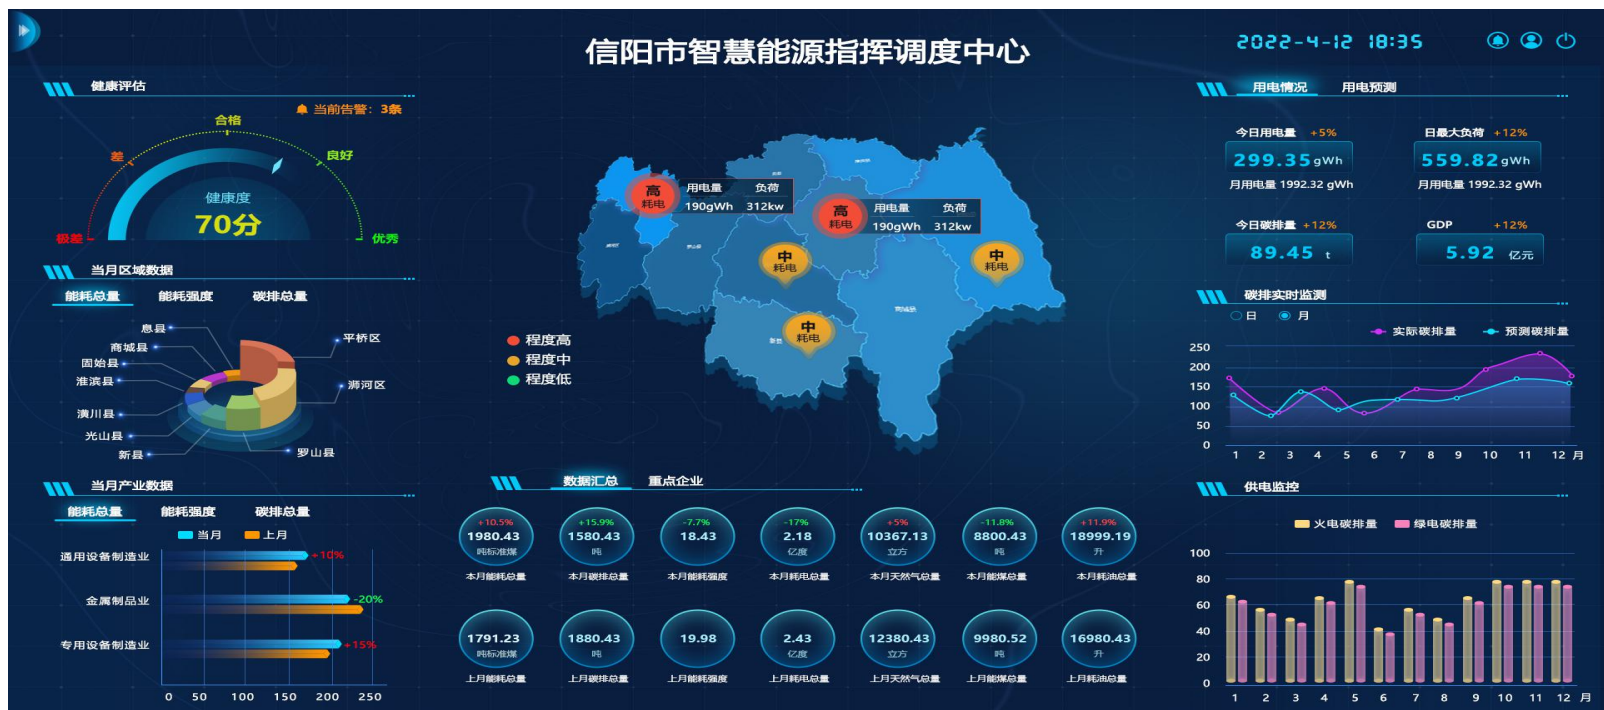 信阳市智慧能源指挥调度中心
2022-4-12 18:35
健康评估
当前告警：3条
极差
差
合格
良好
优秀
健康度
70分
当月区域数据
能耗总量 能耗强度 碳排总量
息县
商城县
固始县
淮滨县
潢川县
光山县
新县
平桥区
浉河区
罗山县
当月产业数据
能耗总量 能耗强度 碳排总量
当月 上月
通用设备制造业 +10%
金属制品业 -20%
专用设备制造业 +15%
0 50 100 150 200 250
高
耗电
用电量 负荷
190gWh 312kw
高
耗电
用电量 负荷
190gWh 312kw
中
耗电
中
耗电
中
耗电
罗山县
商城县
新县
程度高
程度中
程度低
数据汇总 重点企业
+10.5%
1980.43
吨标准煤
本月能耗总量
+15.9%
1580.43
吨
本月碳排总量
-7.7%
18.43
本月能耗强度
-17%
2.18
亿度
本月耗电总量
+5%
10367.13
立方
本月天然气总量
-11.8%
8800.43
吨
本月能煤总量
+11.9%
18999.19
升
本月耗油总量
1791.23
吨标准煤
上月能耗总量
1880.43
吨
上月碳排总量
19.98
上月能耗强度
2.43
亿度
上月耗电总量
12380.43
立方
上月天然气总量
9980.52
吨
上月能煤总量
16980.43
升
上月耗油总量
用电情况 用电预测
今日用电量 +5%
299.35 gWh
月用电量 1992.32 gWh
日最大负荷 +12%
559.82 gWh
月用电量 1992.32 gWh
今日碳排量 +12%
89.45 t
GDP +12%
5.92 亿元
碳排实时监测
日 月
实际碳排量 预测碳排量
250
200
150
100
50
0
1 2 3 4 5 6 7 8 9 10 11 12 月
供电监控
火电碳排量 绿电碳排量
100
80
60
40
20
0
1 2 3 4 5 6 7 8 9 10 11 12 月